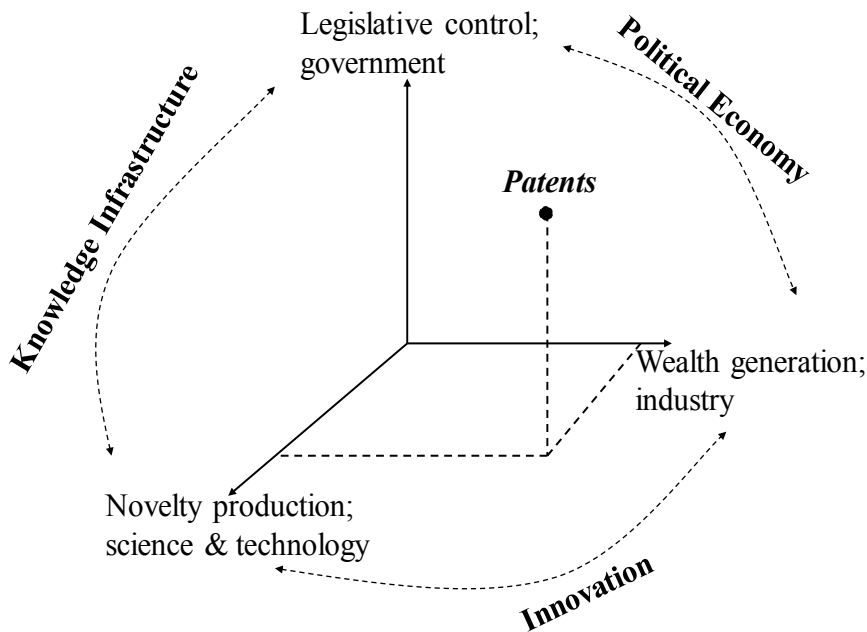 Legislative control;
government
Political Economy
Knowledge Infrastructure
Patents
Wealth generation;
industry
Novelty production;
science & technology
Innovation